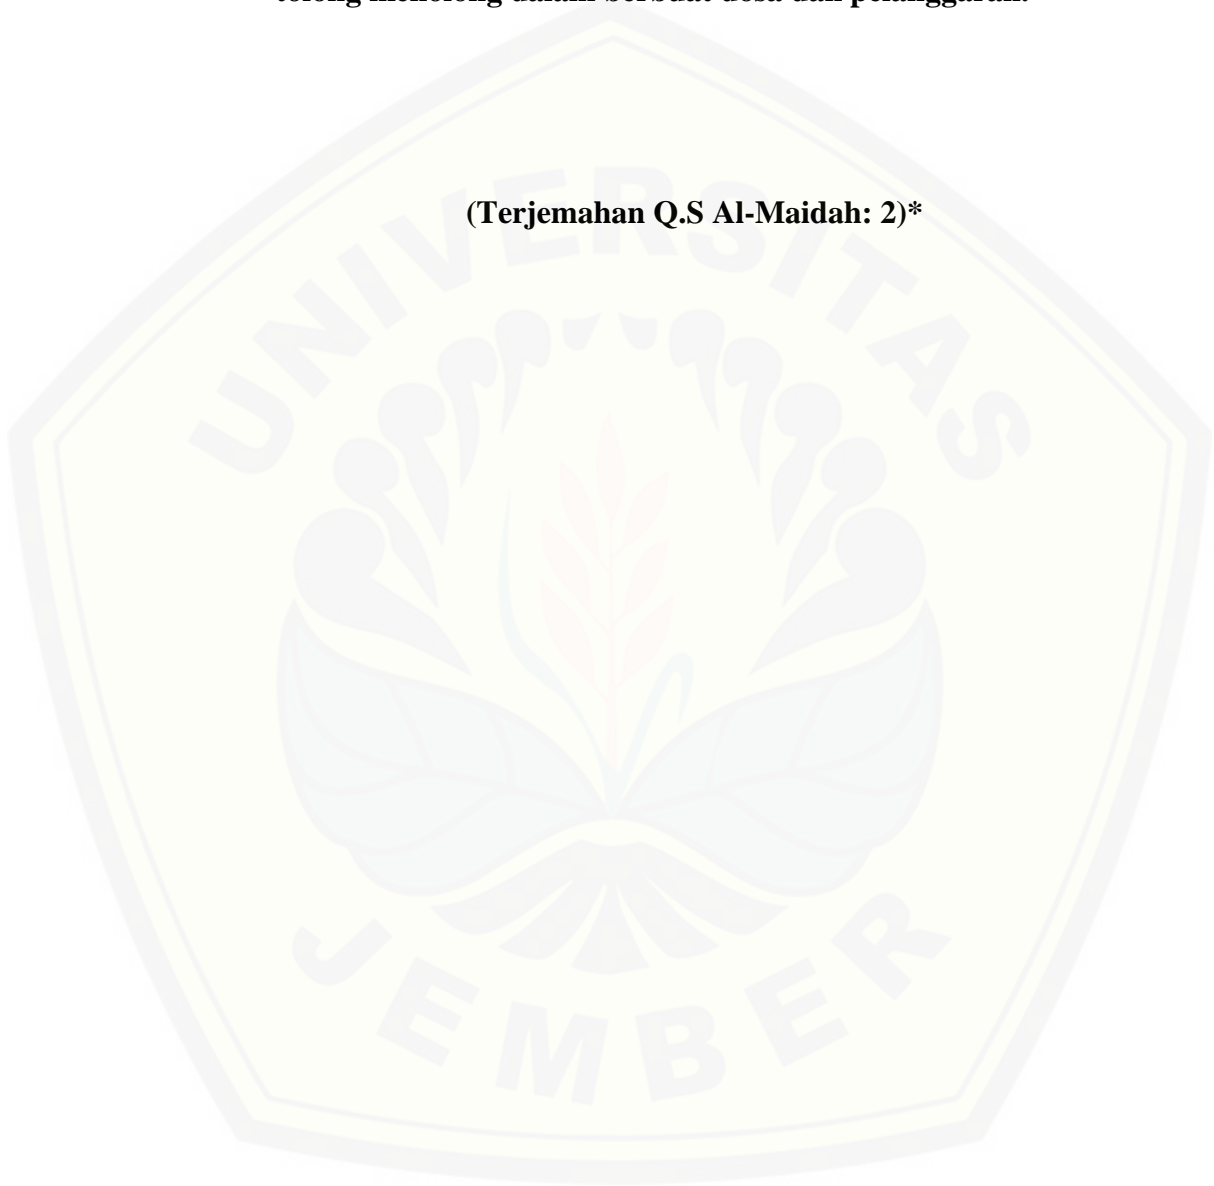 tolong menolong dalam berbuat dosa dan pelanggaran.
(Terjemahan Q.S Al-Maidah: 2)*
UNIVERSITAS
JEMBER